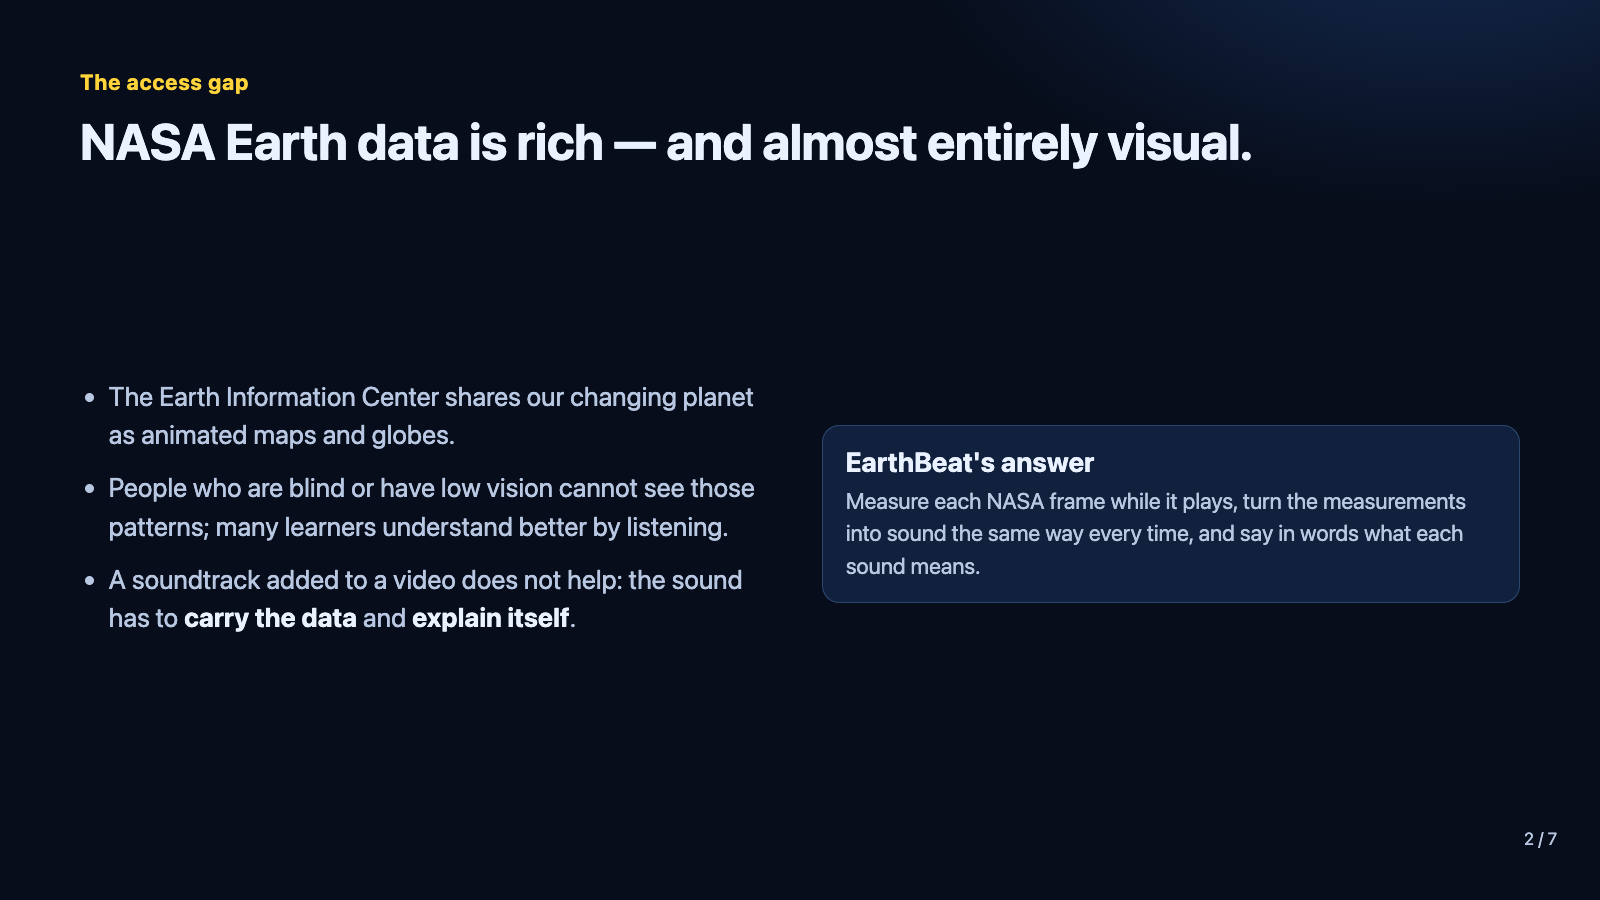 The access gap
NASA Earth data is rich — and almost entirely visual.
• The Earth Information Center shares our changing planet
as animated maps and globes.
• People who are blind or have low vision cannot see those
patterns; many learners understand better by listening.
• A soundtrack added to a video does not help: the sound
has to carry the data and explain itself.
EarthBeat's answer
Measure each NASA frame while it plays, turn the measurements
into sound the same way every time, and say in words what each
sound means.
2 / 7